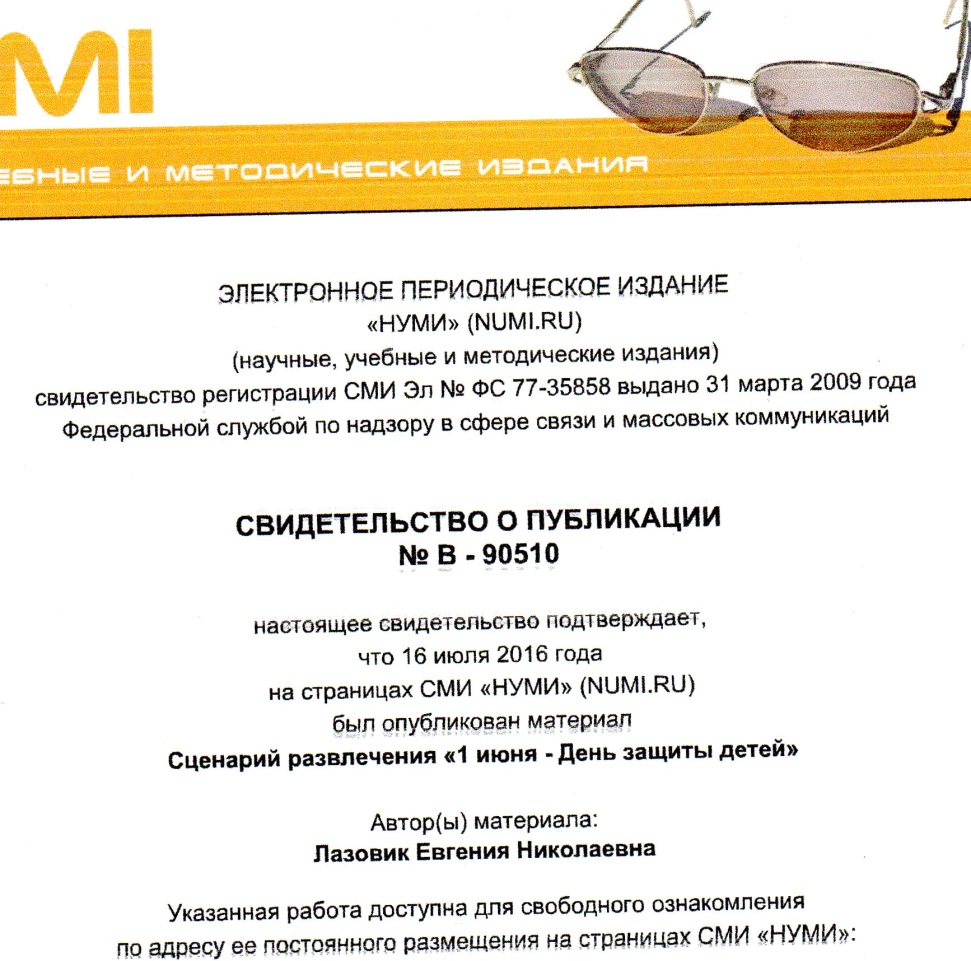 MI
ЕБНЫЕ И МЕТОДИЧЕСКИЕ ИЗДАНИЯ
ЭЛЕКТРОННОЕ ПЕРИОДИЧЕСКОЕ ИЗДАНИЕ
«НУМИ» (NUMI.RU)
(научные, учебные и методические издания)
свидетельство регистрации СМИ Эл № ФС 77-35858 выдано 31 марта 2009 года
Федеральной службой по надзору в сфере связи и массовых коммуникаций
СВИДЕТЕЛЬСТВО О ПУБЛИКАЦИИ
№ В - 90510
настоящее свидетельство подтверждает,
что 16 июля 2016 года
на страницах СМИ «НУМИ» (NUMI.RU)
был опубликован материал
Сценарий развлечения «1 июня - День защиты детей»
Автор(ы) материала:
Лазовик Евгения Николаевна
Указанная работа доступна для свободного ознакомления
по адресу ее постоянного размещения на страницах СМИ «НУМИ»: